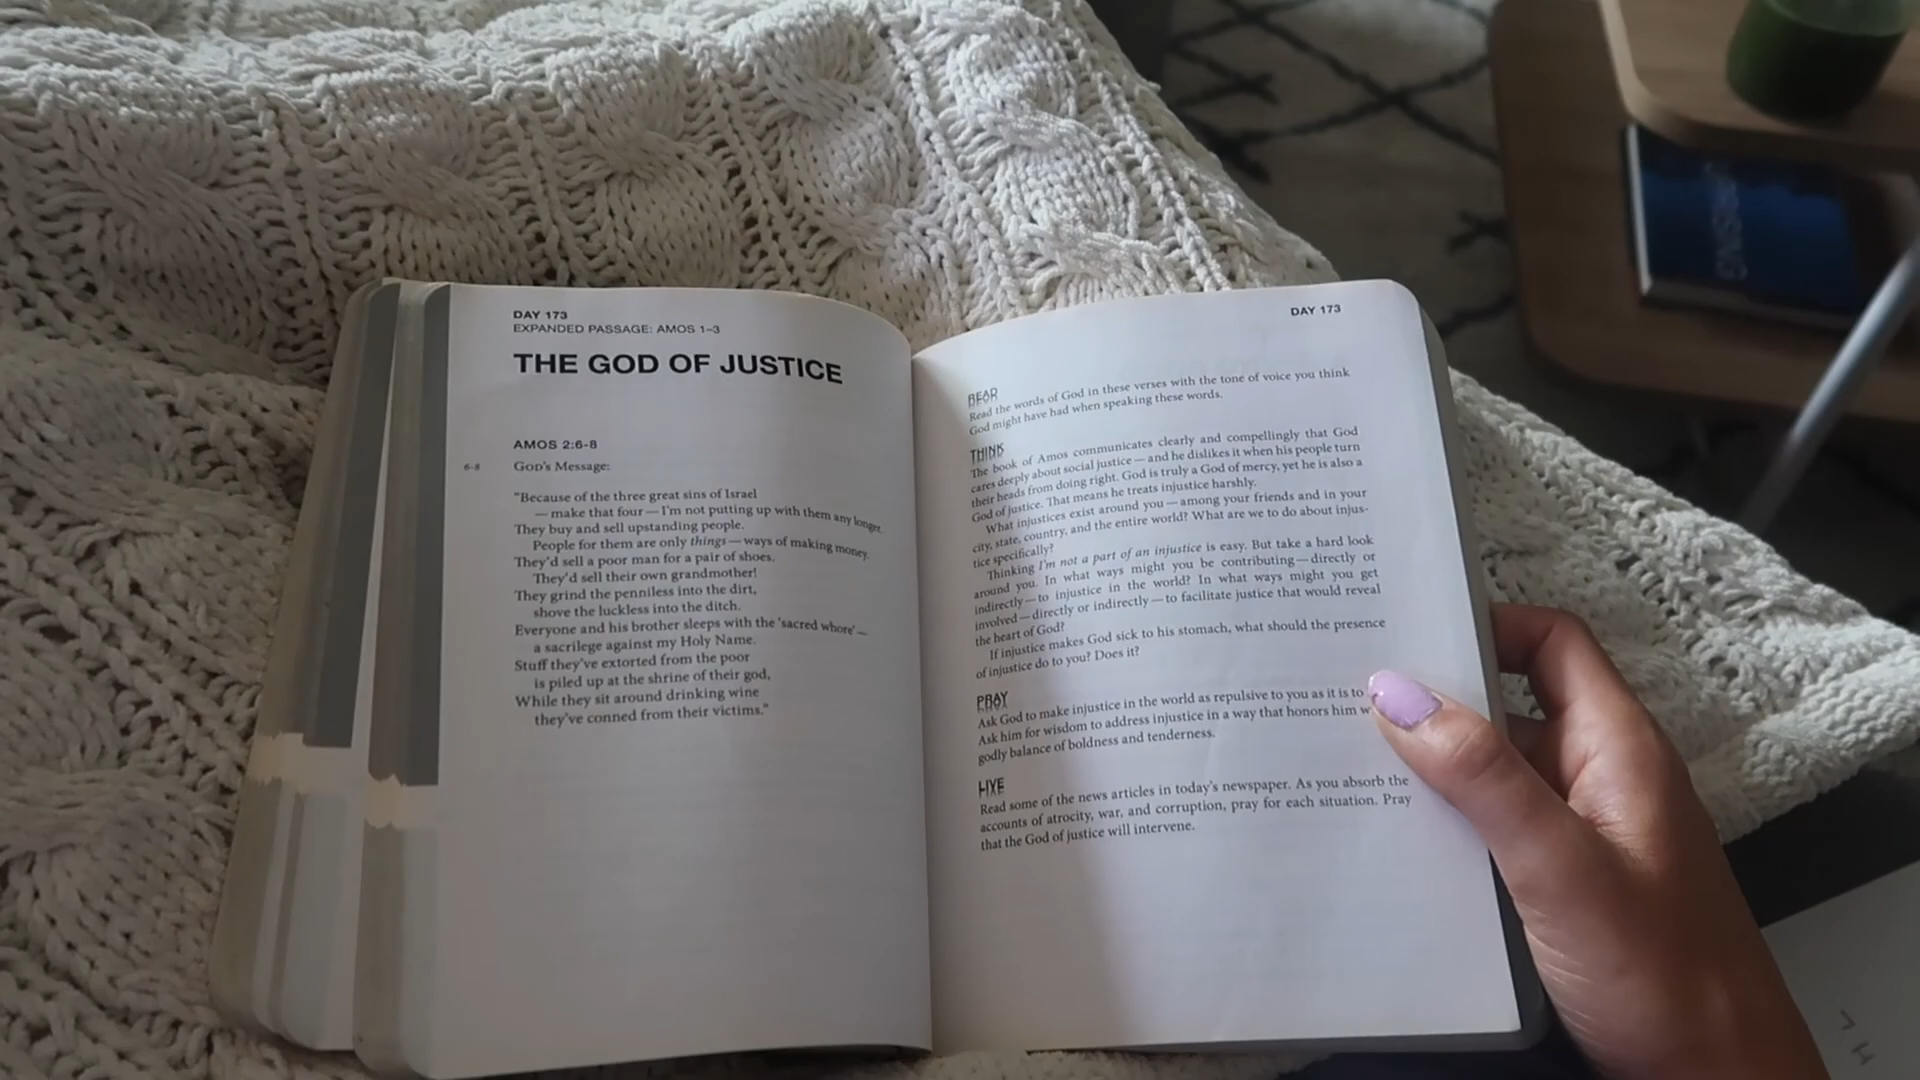 DAY 173
EXPANDED PASSAGE: AMOS 1–3
THE GOD OF JUSTICE
AMOS 2:6-8
6-8 GOD's Message:
"Because of the three great sins of Israel
— make that four — I'm not putting up with them any longer.
They buy and sell upstanding people.
People for them are only things — ways of making money.
They'd sell a poor man for a pair of shoes.
They'd sell their own grandmother!
They grind the penniless into the dirt,
shove the luckless into the ditch.
Everyone and his brother sleeps with the 'sacred whore' —
a sacrilege against my Holy Name.
Stuff they've extorted from the poor
is piled up at the shrine of their god,
While they sit around drinking wine
they've conned from their victims."
DAY 173
READ
Read the words of God in these verses with the tone of voice you think
God might have had when speaking these words.
THINK
The book of Amos communicates clearly and compellingly that God
cares deeply about social justice — and he dislikes it when his people turn
their heads from doing right. God is truly a God of mercy, yet he is also a
God of justice. That means he treats injustice harshly.
What injustices exist around you — among your friends and in your
city, state, country, and the entire world? What are we to do about injus-
tice specifically?
Thinking I'm not a part of an injustice is easy. But take a hard look
around you. In what ways might you be contributing — directly or
indirectly — to injustice in the world? In what ways might you get
involved — directly or indirectly — to facilitate justice that would reveal
the heart of God?
If injustice makes God sick to his stomach, what should the presence
of injustice do to you? Does it?
PRAY
Ask God to make injustice in the world as repulsive to you as it is to
Ask him for wisdom to address injustice in a way that honors him w
godly balance of boldness and tenderness.
LIVE
Read some of the news articles in today's newspaper. As you absorb the
accounts of atrocity, war, and corruption, pray for each situation. Pray
that the God of justice will intervene.